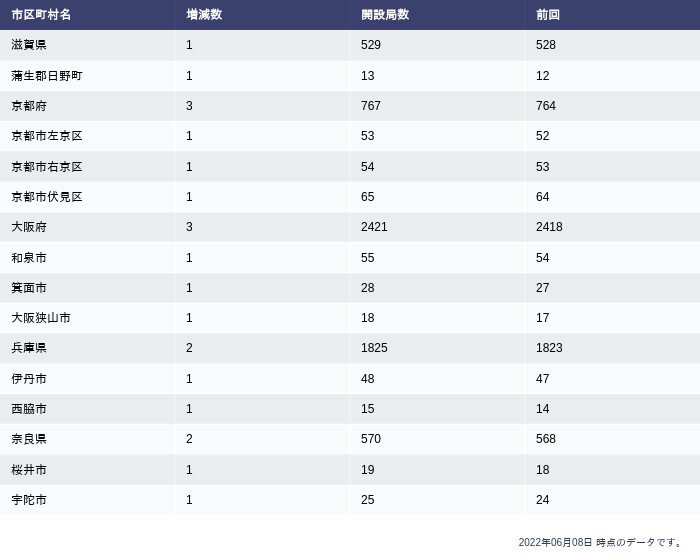 市区町村名 増減数 開設局数 前回
滋賀県 1 529 528
蒲生郡日野町 1 13 12
京都府 3 767 764
京都市左京区 1 53 52
京都市右京区 1 54 53
京都市伏見区 1 65 64
大阪府 3 2421 2418
和泉市 1 55 54
箕面市 1 28 27
大阪狭山市 1 18 17
兵庫県 2 1825 1823
伊丹市 1 48 47
西脇市 1 15 14
奈良県 2 570 568
桜井市 1 19 18
宇陀市 1 25 24
2022年06月08日 時点のデータです。